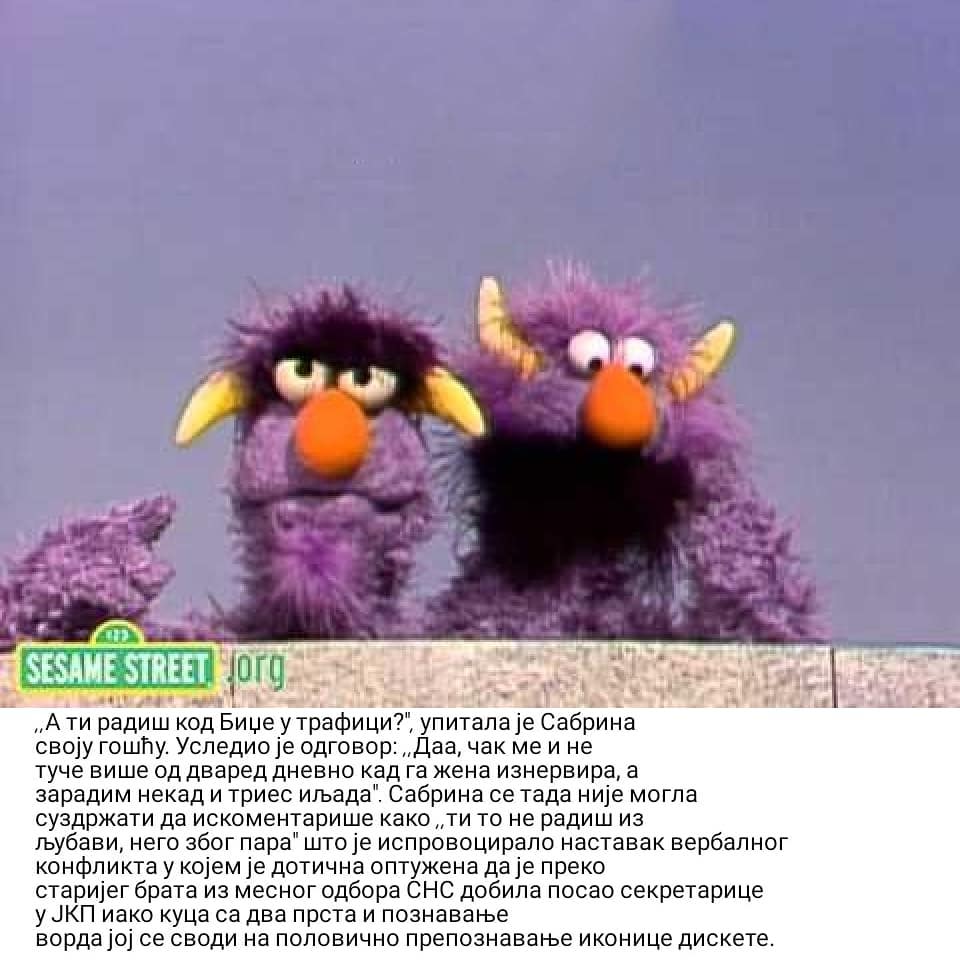 123
SESAME STREET .org
,,А ти радиш код Биџе у трафици?", упитала је Сабрина
своју гошћу. Уследио је одговор: ,,Даа, чак ме и не
туче више од дваред дневно кад га жена изнервира, а
зарадим некад и триес иљада". Сабрина се тада није могла
суздржати да искоментарише како ,,ти то не радиш из
љубави, него због пара" што је испровоцирало наставак вербалног
конфликта у којем је дотична оптужена да је преко
старијег брата из месног одбора СНС добила посао секретарице
у ЈКП иако куца са два прста и познавање
ворда јој се своди на половично препознавање иконице дискете.